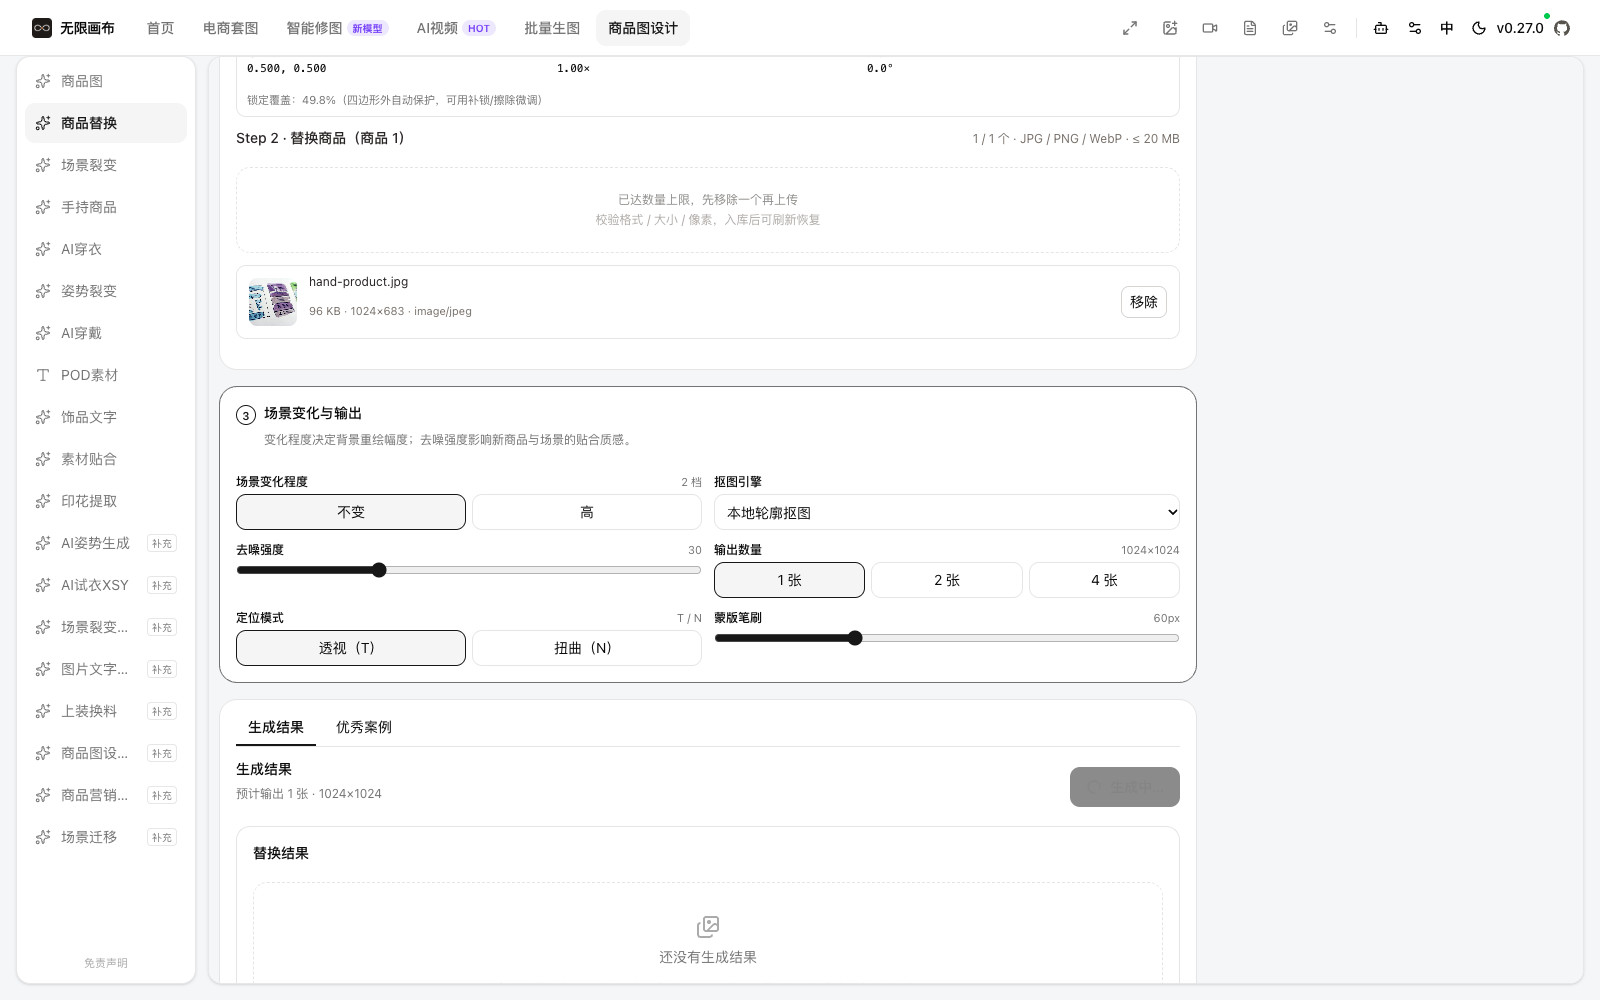 无限画布
首页
电商套图
智能修图 新模型
AI视频 HOT
批量生图
商品图设计
中
v0.27.0
商品图
商品替换
场景裂变
手持商品
AI穿衣
姿势裂变
AI穿戴
POD素材
饰品文字
素材贴合
印花提取
AI姿势生成 补充
AI试衣XSY 补充
场景裂变... 补充
图片文字... 补充
上装换料 补充
商品图设... 补充
商品营销... 补充
场景迁移 补充
免责声明
0.500, 0.500 1.00× 0.0°
锁定覆盖：49.8%（四边形外自动保护，可用补锁/擦除微调）
Step 2 · 替换商品（商品 1） 1 / 1 个 · JPG / PNG / WebP · ≤ 20 MB
已达数量上限，先移除一个再上传
校验格式 / 大小 / 像素，入库后可刷新恢复
hand-product.jpg
96 KB · 1024×683 · image/jpeg
移除
3 场景变化与输出
变化程度决定背景重绘幅度；去噪强度影响新商品与场景的贴合质感。
场景变化程度 2 档
不变 高
抠图引擎
本地轮廓抠图
去噪强度 30
输出数量 1024×1024
1 张 2 张 4 张
定位模式 T / N
透视（T） 扭曲（N）
蒙版笔刷 60px
生成结果 优秀案例
生成结果
预计输出 1 张 · 1024×1024
替换结果
还没有生成结果